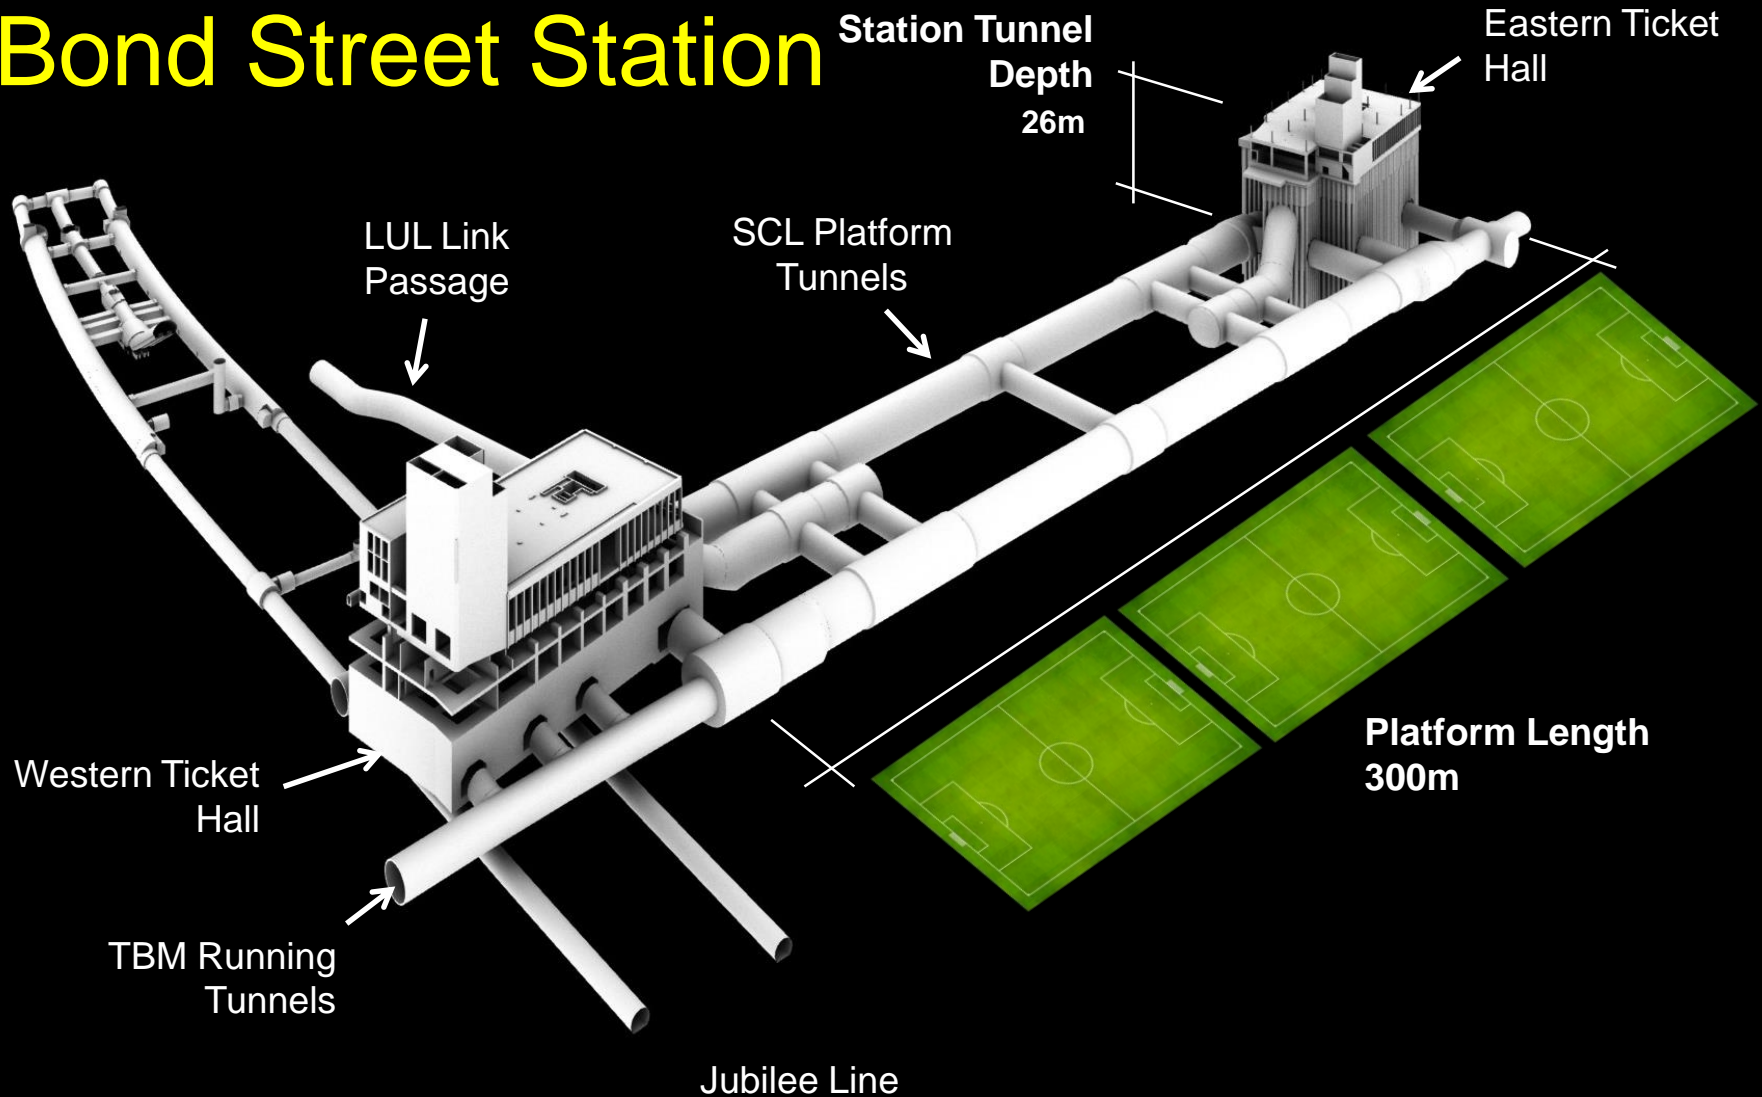 Bond Street Station
Station Tunnel
Depth
26m
Eastern Ticket
Hall
LUL Link
Passage
SCL Platform
Tunnels
Platform Length
300m
Western Ticket
Hall
TBM Running
Tunnels
Jubilee Line